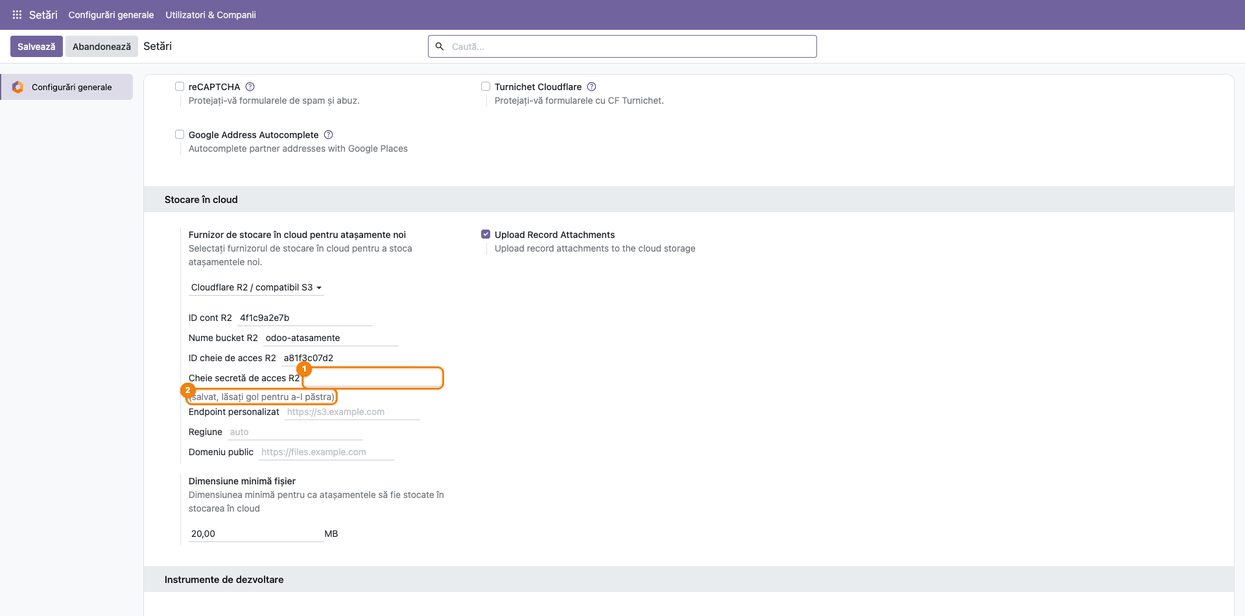 Setări Configurări generale Utilizatori & Companii
Salvează Abandonează Setări Caută...
Configurări generale
reCAPTCHA ? Turnichet Cloudflare ?
Protejați-vă formularele de spam și abuz. Protejați-vă formularele cu CF Turnichet.
Google Address Autocomplete ?
Autocomplete partner addresses with Google Places
Stocare în cloud
Furnizor de stocare în cloud pentru atașamente noi Upload Record Attachments
Selectați furnizorul de stocare în cloud pentru a stoca Upload record attachments to the cloud storage
atașamentele noi.
Cloudflare R2 / compatibil S3
ID cont R2 4f1c9a2e7b
Nume bucket R2 odoo-atasamente
ID cheie de acces R2 a81f3c07d2
1
Cheie secretă de acces R2
2
(salvat, lăsați gol pentru a-l păstra)
Endpoint personalizat https://s3.example.com
Regiune auto
Domeniu public https://files.example.com
Dimensiune minimă fișier
Dimensiunea minimă pentru ca atașamentele să fie stocate în
stocarea în cloud
20,00 MB
Instrumente de dezvoltare